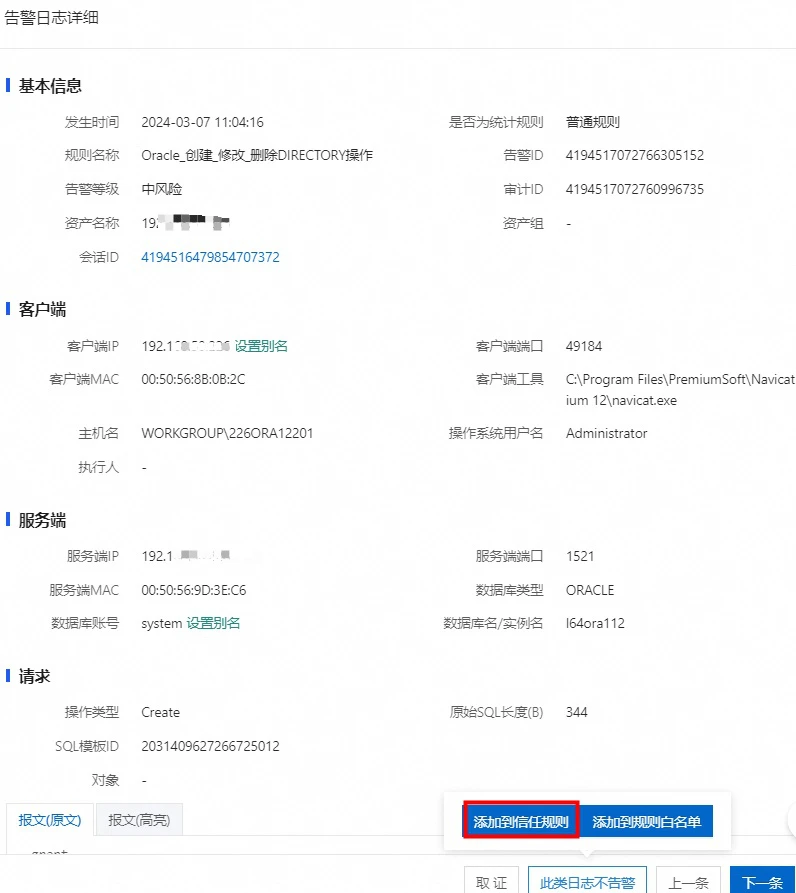 告警日志详细
基本信息
发生时间 2024-03-07 11:04:16 是否为统计规则 普通规则
规则名称 Oracle_创建_修改_删除DIRECTORY操作 告警ID 4194517072766305152
告警等级 中风险 审计ID 4194517072760996735
资产名称 19. 资产组 -
会话ID 4194516479854707372
客户端
客户端IP 192.1 设置别名 客户端端口 49184
客户端MAC 00:50:56:8B:0B:2C 客户端工具 C:\Program Files\PremiumSoft\Navicat
ium 12\navicat.exe
主机名 WORKGROUP\226ORA12201 操作系统用户名 Administrator
执行人 -
服务端
服务端IP 192.1 服务端端口 1521
服务端MAC 00:50:56:9D:3E:C6 数据库类型 ORACLE
数据库账号 system 设置别名 数据库名/实例名 l64ora112
请求
操作类型 Create 原始SQL长度(B) 344
SQL模板ID 2031409627266725012
对象 -
报文(原文) 报文(高亮) 添加到信任规则 添加到规则白名单
取 证 此类日志不告警 上一条 下一条